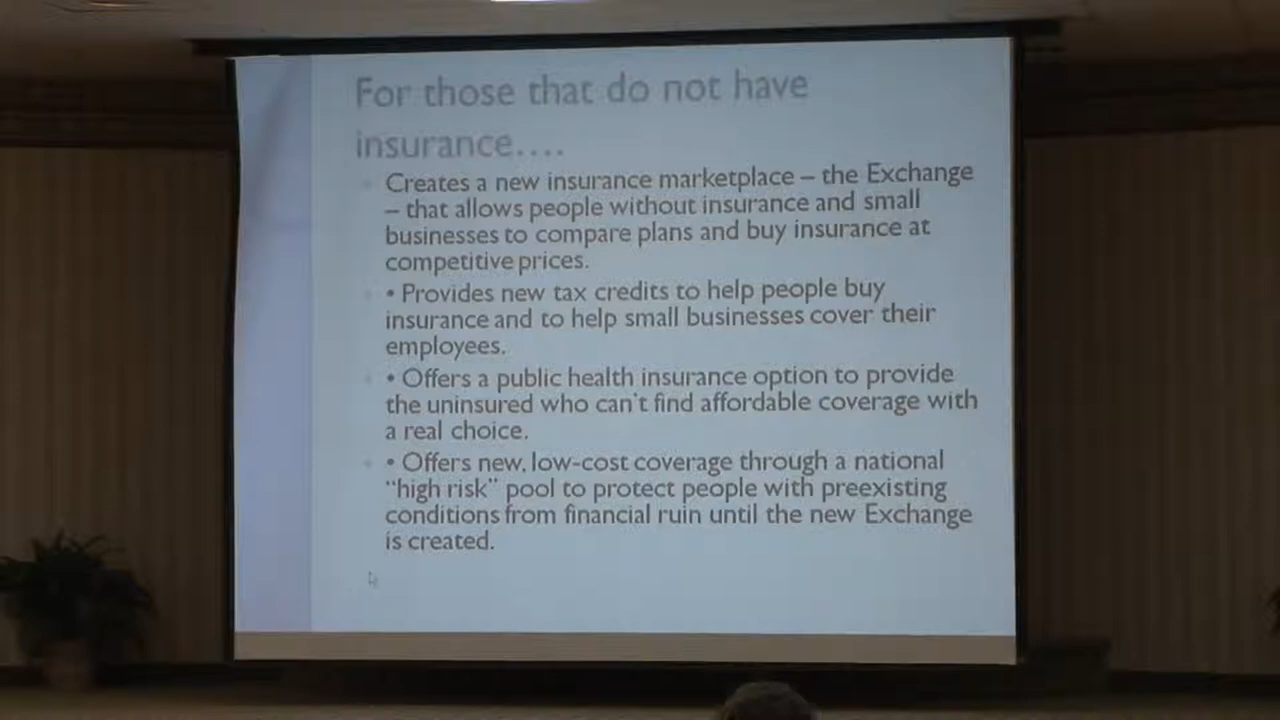 For those that do not have
insurance....
Creates a new insurance marketplace – the Exchange
– that allows people without insurance and small
businesses to compare plans and buy insurance at
competitive prices.
• Provides new tax credits to help people buy
insurance and to help small businesses cover their
employees.
• Offers a public health insurance option to provide
the uninsured who can't find affordable coverage with
a real choice.
• Offers new, low-cost coverage through a national
“high risk” pool to protect people with preexisting
conditions from financial ruin until the new Exchange
is created.